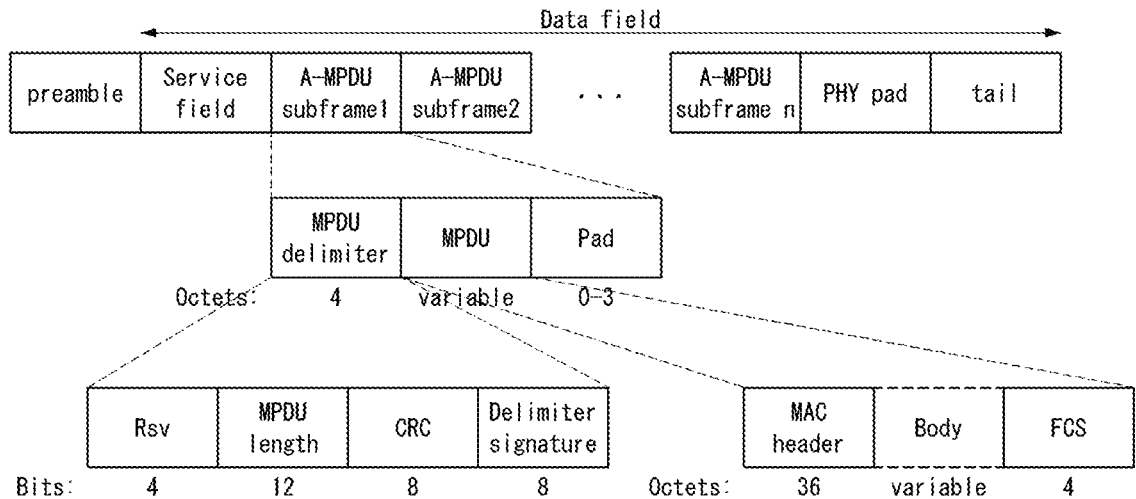 Data field
preamble
Service
field
A-MPDU
subframe1
A-MPDU
subframe2
...
A-MPDU
subframe n
PHY pad
tail
MPDU
delimiter
MPDU
Pad
Octets: 4 variable 0-3
Rsv
MPDU
length
CRC
Delimiter
signature
MAC
header
Body
FCS
Bits: 4 12 8 8
Octets: 36 variable 4